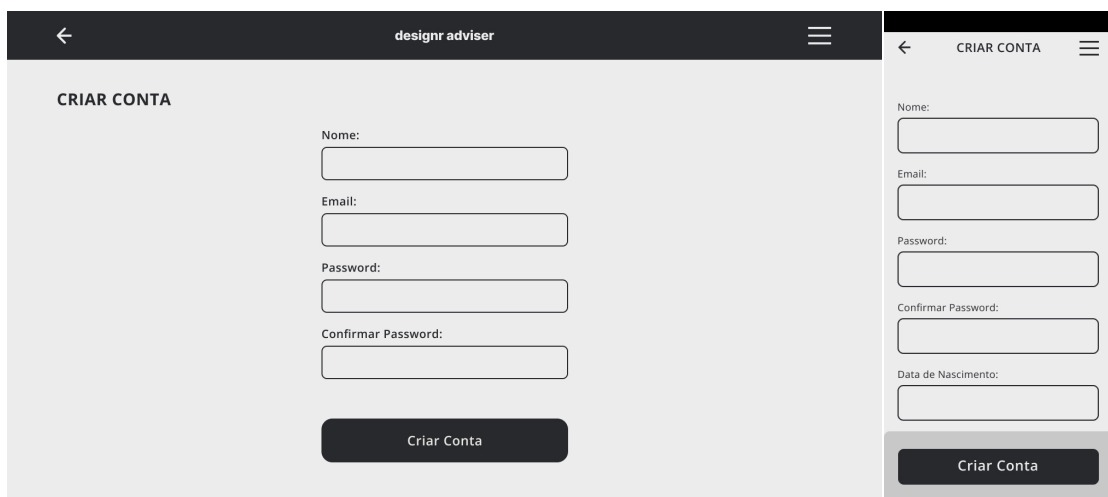 designr adviser
CRIAR CONTA
Nome:
Email:
Password:
Confirmar Password:
Criar Conta
CRIAR CONTA
Nome:
Email:
Password:
Confirmar Password:
Data de Nascimento:
Criar Conta